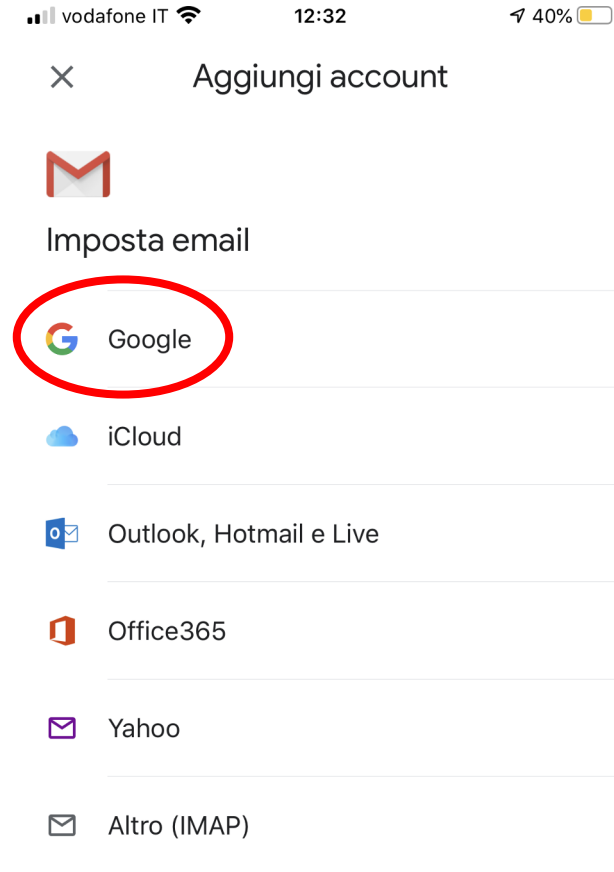 vodafone IT 12:32 40%
Aggiungi account
Imposta email
Google
iCloud
Outlook, Hotmail e Live
Office365
Yahoo
Altro (IMAP)